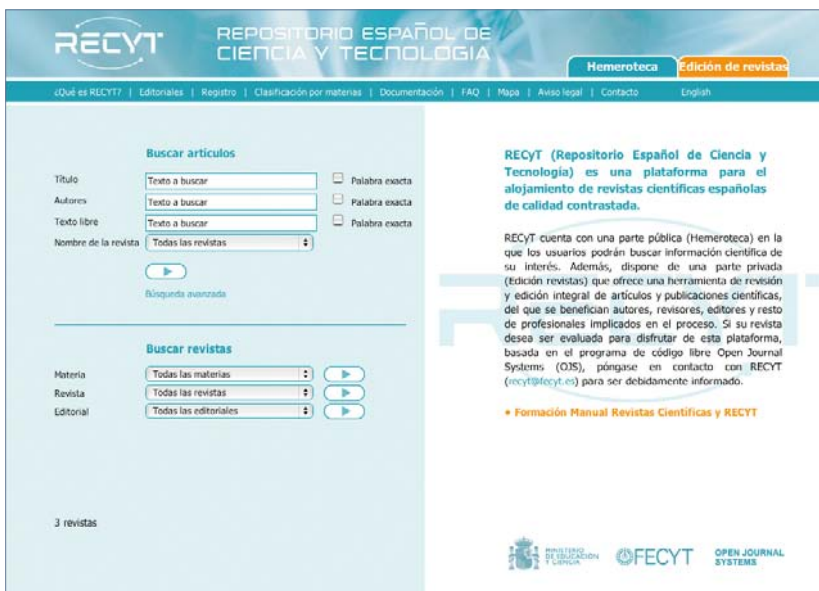 RECYT
REPOSITORIO ESPAÑOL DE
CIENCIA Y TECNOLOGIA
Hemeroteca
Edición de revistas
¿Qué es RECYT? | Editoriales | Registro | Clasificación por materias | Documentación | FAQ | Mapa | Aviso legal | Contacto English
Buscar artículos
Título Texto a buscar Palabra exacta
Autores Texto a buscar Palabra exacta
Texto libre Texto a buscar Palabra exacta
Nombre de la revista Todas las revistas
Búsqueda avanzada
Buscar revistas
Materia Todas las materias
Revista Todas las revistas
Editorial Todas las editoriales
3 revistas
RECyT (Repositorio Español de Ciencia y
Tecnología) es una plataforma para el
alojamiento de revistas científicas españolas
de calidad contrastada.
RECyT cuenta con una parte pública (Hemeroteca) en la
que los usuarios podrán buscar información científica de
su interés. Además, dispone de una parte privada
(Edición revistas) que ofrece una herramienta de revisión
y edición integral de artículos y publicaciones científicas,
del que se benefician autores, revisores, editores y resto
de profesionales implicados en el proceso. Si su revista
desea ser evaluada para disfrutar de esta plataforma,
basada en el programa de código libre Open Journal
Systems (OJS), póngase en contacto con RECYT
(recyt@fecyt.es) para ser debidamente informado.
• Formación Manual Revistas Científicas y RECYT
MINISTERIO
DE EDUCACIÓN
Y CIENCIA
FECYT
OPEN JOURNAL
SYSTEMS